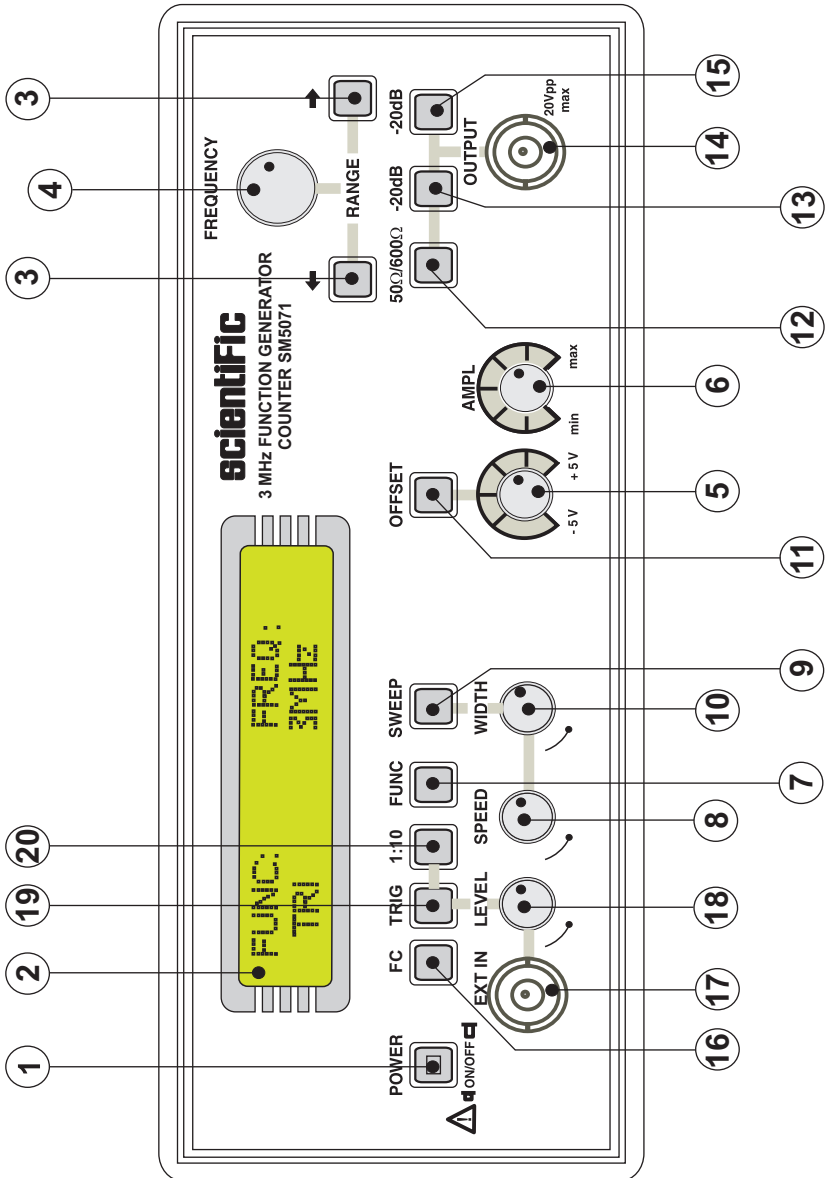 1
2
19
20
3
4
3
FUNC: FREQ:
TRI 3MHz
scientiFic
3 MHz FUNCTION GENERATOR
COUNTER SM5071
FREQUENCY
RANGE
POWER
FC
TRIG
1:10
FUNC
SWEEP
OFFSET
50Ω/600Ω
-20dB
-20dB
ON/OFF
EXT IN
LEVEL
SPEED
WIDTH
- 5 V
+ 5 V
AMPL
min
max
OUTPUT
20Vpp
max
16
17
18
8
7
10
9
11
5
6
12
13
14
15